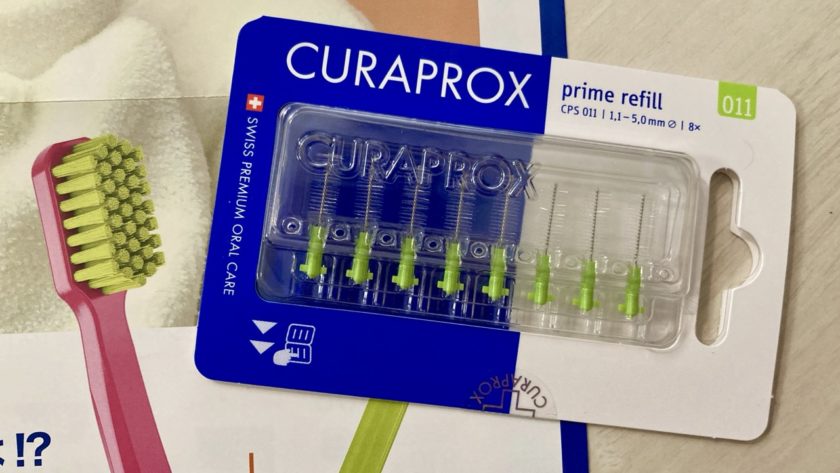 CURAPROX
prime refill
CPS 011 | 1,1–5,0 mm ∅ | 8×
011
SWISS PREMIUM ORAL CARE
CURAPROX
CURAPROX
!?